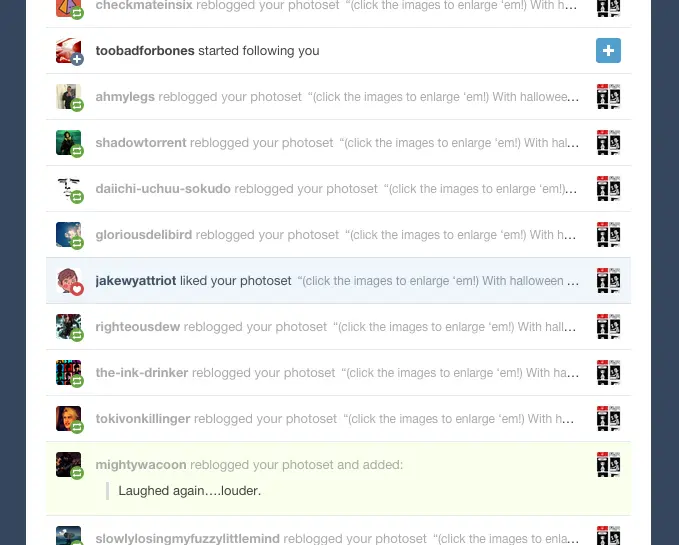 checkmateinsix reblogged your photoset “(click the images to enlarge ‘em!) With h...
toobadforbones started following you
ahmylegs reblogged your photoset “(click the images to enlarge ‘em!) With hallowee...
shadowtorrent reblogged your photoset “(click the images to enlarge ‘em!) With hal...
daiichi-uchuu-sokudo reblogged your photoset “(click the images to enlarge ‘em!)...
gloriousdelibird reblogged your photoset “(click the images to enlarge ‘em!) With h...
jakewyattriot liked your photoset “(click the images to enlarge ‘em!) With halloween ...
righteousdew reblogged your photoset “(click the images to enlarge ‘em!) With hall...
the-ink-drinker reblogged your photoset “(click the images to enlarge ‘em!) With ha...
tokivonkillinger reblogged your photoset “(click the images to enlarge ‘em!) With h...
mightywacoon reblogged your photoset and added:
Laughed again....louder.
slowlylosingmyfuzzylittlemind reblogged your photoset “(click the images to enla...